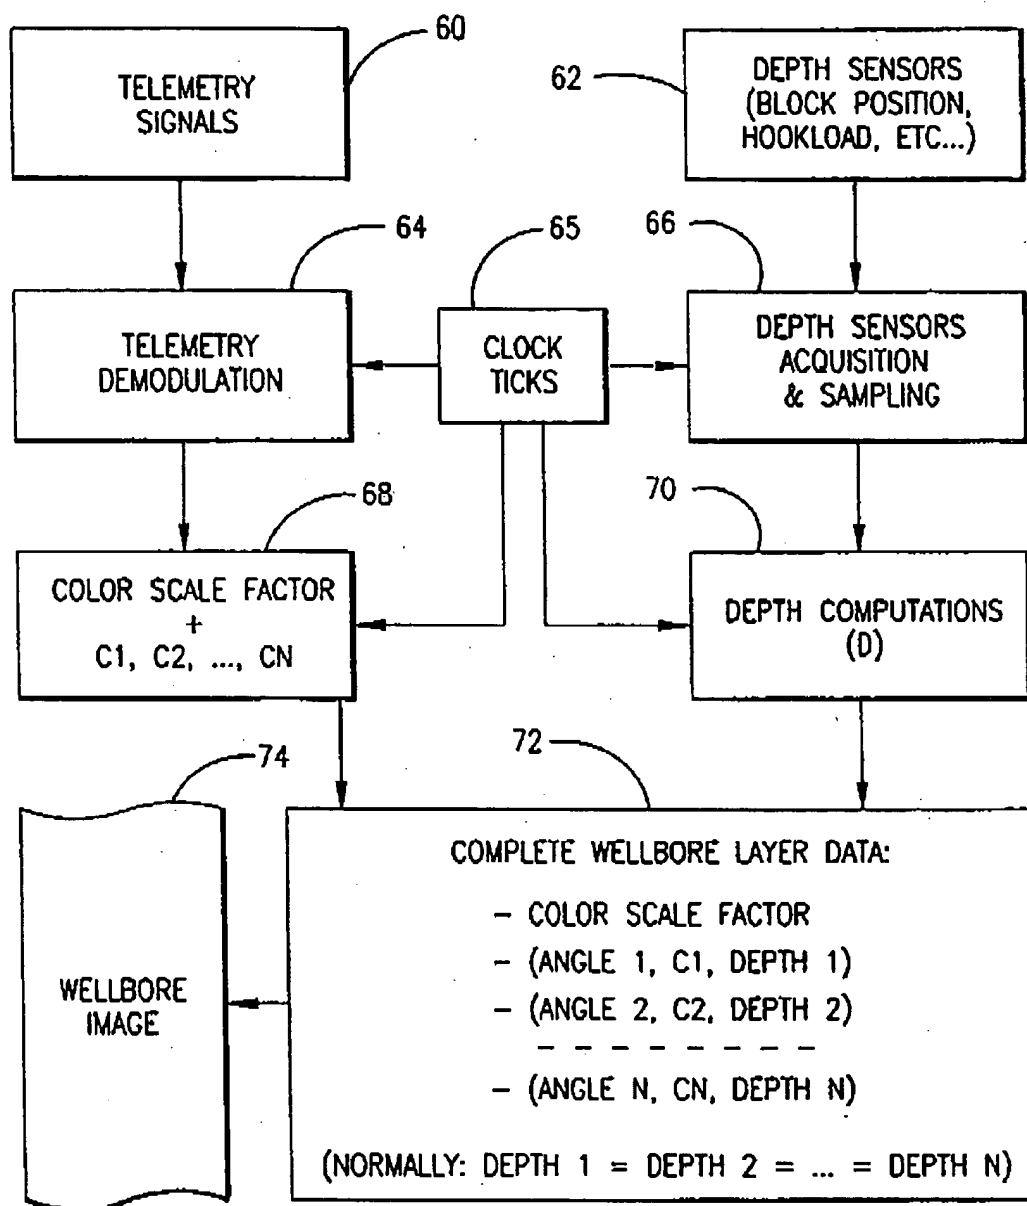 60
TELEMETRY
SIGNALS
62
DEPTH SENSORS
(BLOCK POSITION,
HOOKLOAD, ETC...)
64
65
66
TELEMETRY
DEMODULATION
CLOCK
TICKS
DEPTH SENSORS
ACQUISITION
& SAMPLING
68
70
COLOR SCALE FACTOR
+
C1, C2, ..., CN
DEPTH COMPUTATIONS
(D)
74
72
WELLBORE
IMAGE
COMPLETE WELLBORE LAYER DATA:
- COLOR SCALE FACTOR
- (ANGLE 1, C1, DEPTH 1)
- (ANGLE 2, C2, DEPTH 2)
- - - - - - - -
- (ANGLE N, CN, DEPTH N)
(NORMALLY: DEPTH 1 = DEPTH 2 = ... = DEPTH N)